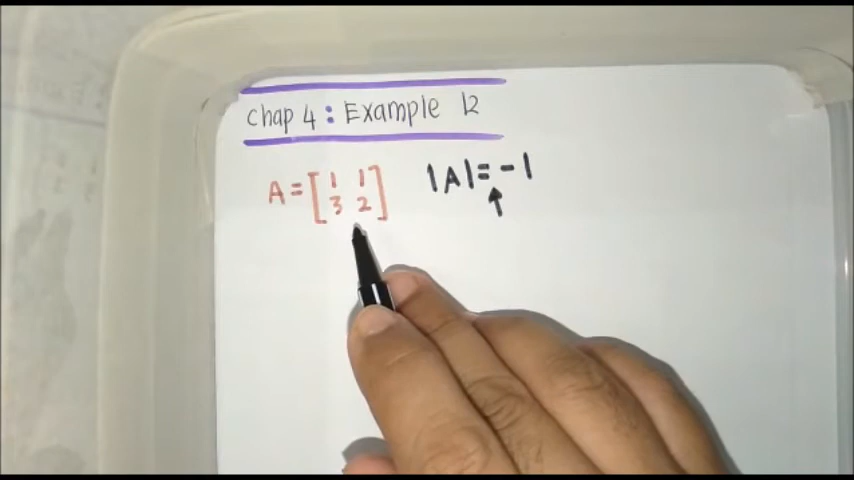 Chap 4 : Example 12
A = [1 1
3 2] |A| = -1